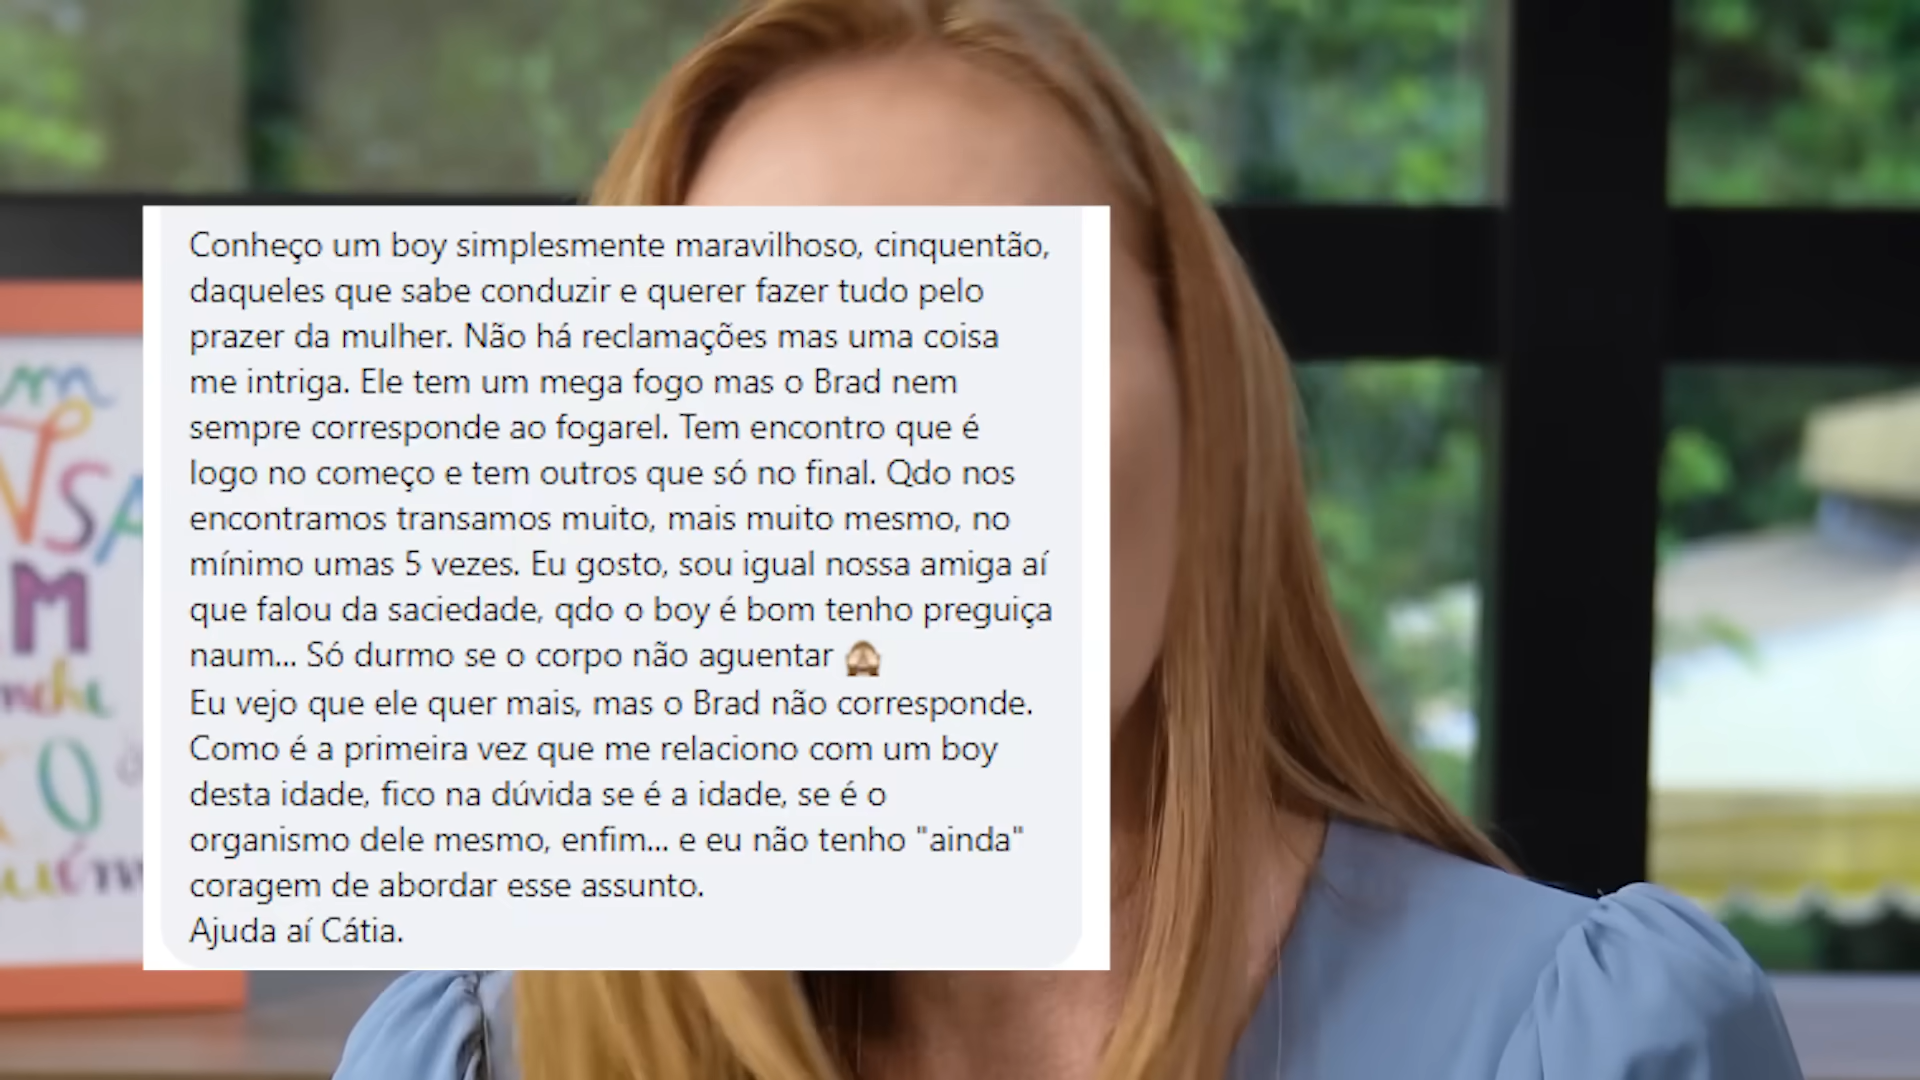 Conheço um boy simplesmente maravilhoso, cinquentão,
daqueles que sabe conduzir e querer fazer tudo pelo
prazer da mulher. Não há reclamações mas uma coisa
me intriga. Ele tem um mega fogo mas o Brad nem
sempre corresponde ao fogarel. Tem encontro que é
logo no começo e tem outros que só no final. Qdo nos
encontramos transamos muito, mais muito mesmo, no
mínimo umas 5 vezes. Eu gosto, sou igual nossa amiga aí
que falou da saciedade, qdo o boy é bom tenho preguiça
naum... Só durmo se o corpo não aguentar 🙈
Eu vejo que ele quer mais, mas o Brad não corresponde.
Como é a primeira vez que me relaciono com um boy
desta idade, fico na dúvida se é a idade, se é o
organismo dele mesmo, enfim... e eu não tenho "ainda"
coragem de abordar esse assunto.
Ajuda aí Cátia.